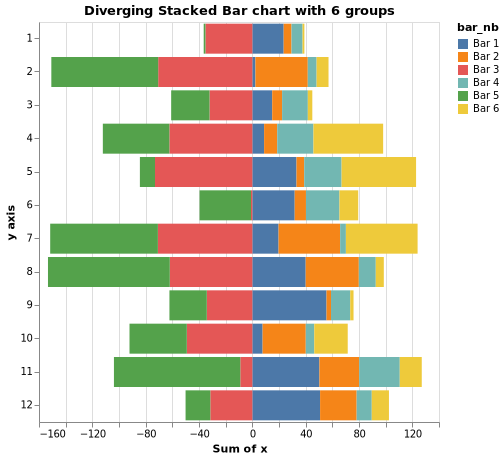 Diverging Stacked Bar chart with 6 groups
bar_nb
Bar 1
Bar 2
Bar 3
Bar 4
Bar 5
Bar 6
y axis
1
2
3
4
5
6
7
8
9
10
11
12
−160 −120 −80 −40 0 40 80 120
Sum of x